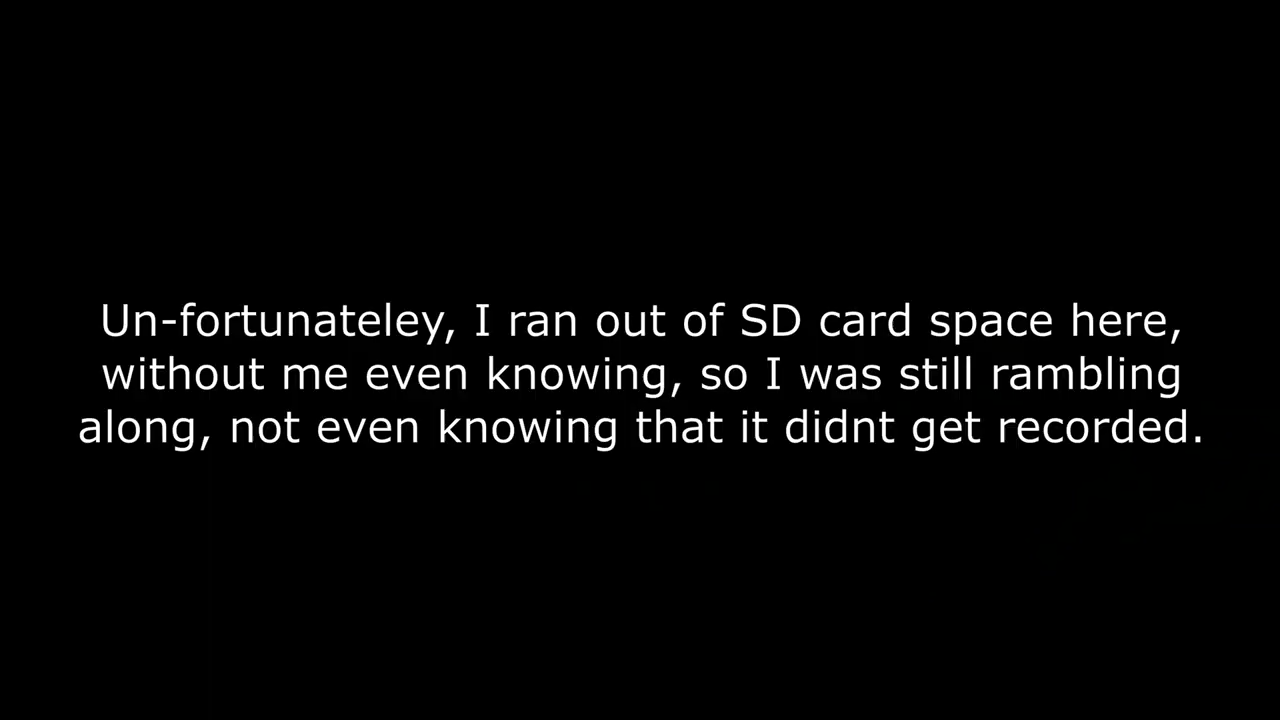 Un-fortunateley, I ran out of SD card space here,
without me even knowing, so I was still rambling
along, not even knowing that it didnt get recorded.